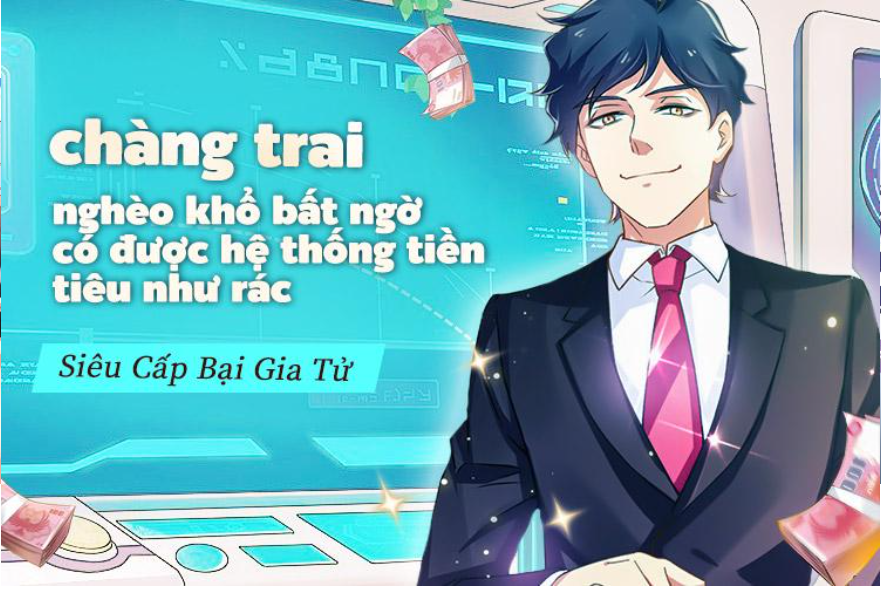 chàng trai
nghèo khổ bất ngờ
có được hệ thống tiền
tiêu như rác
Siêu Cấp Bại Gia Tử